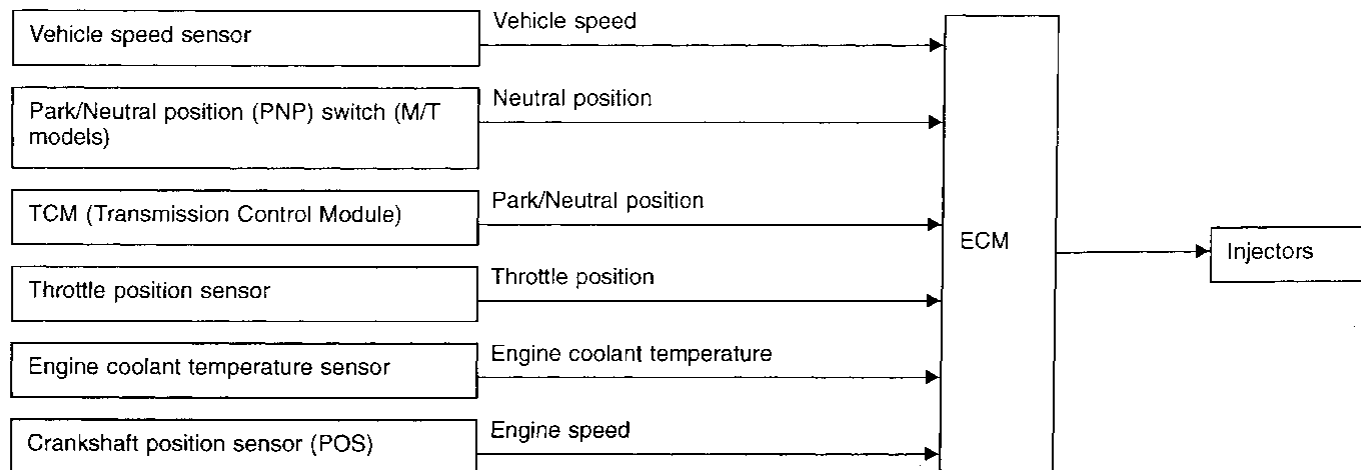 Vehicle speed sensor
Vehicle speed
Park/Neutral position (PNP) switch (M/T
models)
Neutral position
TCM (Transmission Control Module)
Park/Neutral position
Throttle position sensor
Throttle position
Engine coolant temperature sensor
Engine coolant temperature
Crankshaft position sensor (POS)
Engine speed
ECM
Injectors